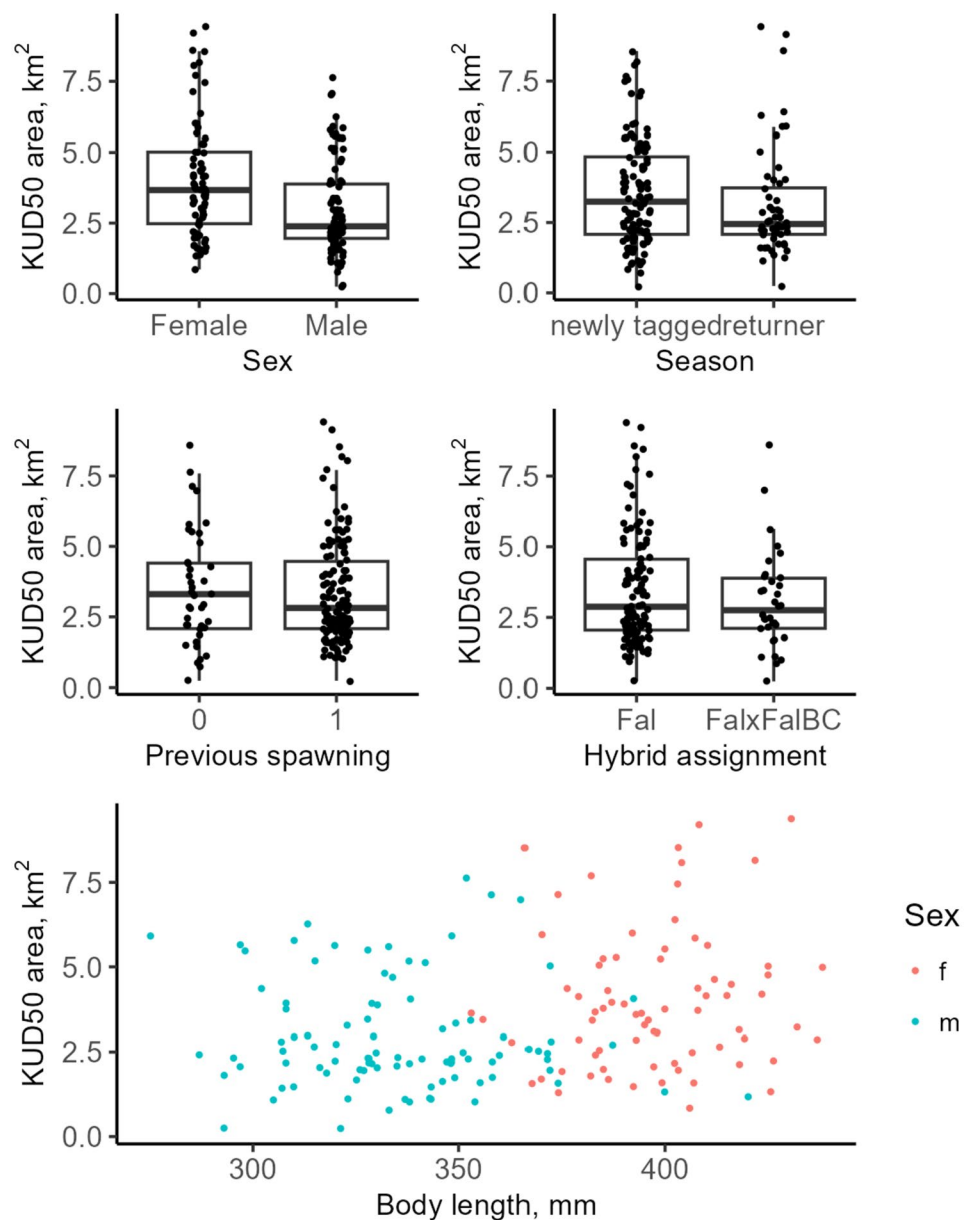 KUD50 area, km²
7.5
5.0
2.5
0.0
Female Male
Sex
KUD50 area, km²
7.5
5.0
2.5
0.0
newly taggedreturner
Season
KUD50 area, km²
7.5
5.0
2.5
0.0
0 1
Previous spawning
KUD50 area, km²
7.5
5.0
2.5
0.0
Fal FalxFalBC
Hybrid assignment
KUD50 area, km²
7.5
5.0
2.5
0.0
300 350 400
Body length, mm
Sex
f
m